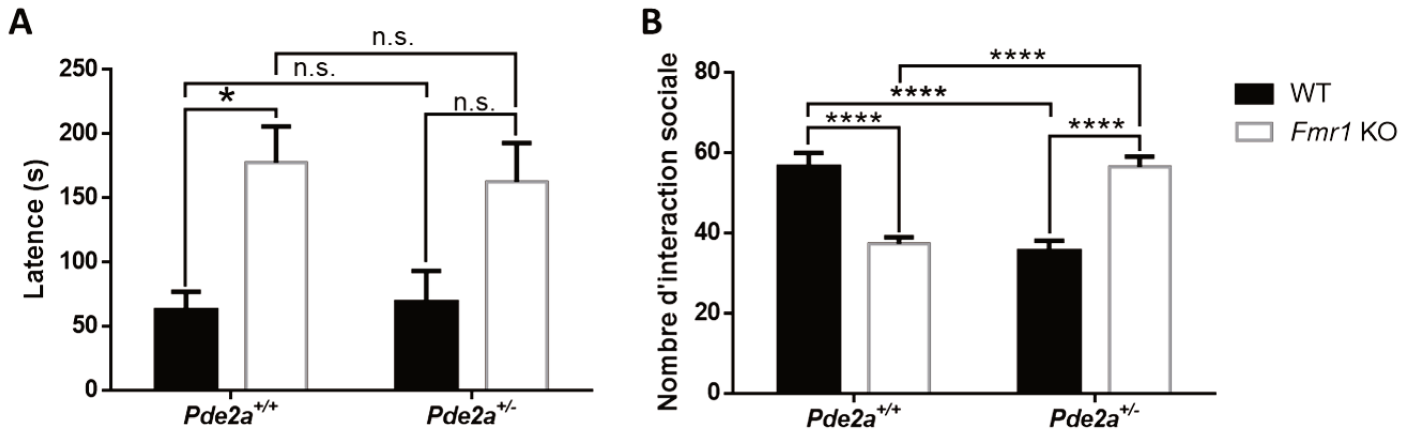 A
n.s.
n.s.
*
n.s.
250
200
150
100
50
0
Latence (s)
Pde2a+/+
Pde2a+/-
B
****
****
****
****
80
60
40
20
0
Nombre d'interaction sociale
Pde2a+/+
Pde2a+/-
WT
Fmr1 KO